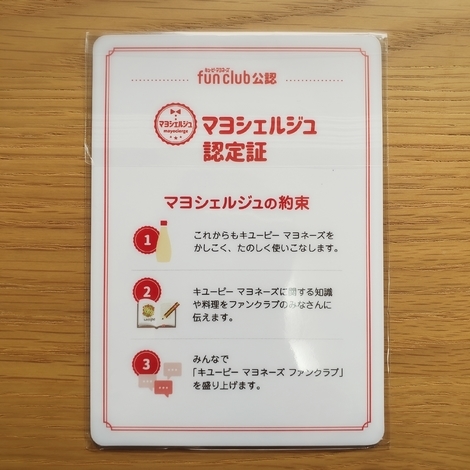 キユーピー マヨネーズ
fun club公認
マヨシェルジュ
mayocierge
マヨシェルジュ
認定証
マヨシェルジュの約束
1
これからもキユーピー マヨネーズを
かしこく、たのしく使いこなします。
2
キユーピー マヨネーズに関する知識
や料理をファンクラブのみなさんに
伝えます。
3
みんなで
「キユーピー マヨネーズ ファンクラブ」
を盛り上げます。